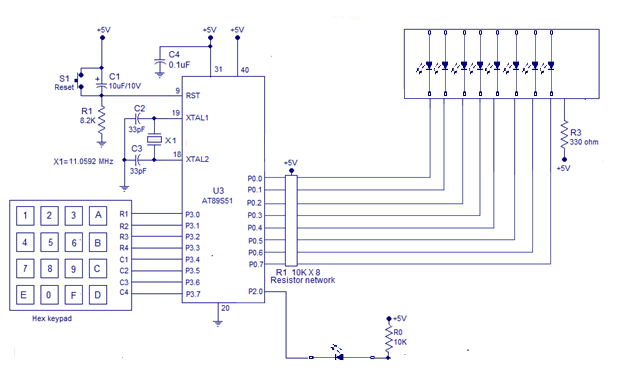 +5V
+5V
+5V
C4
0.1uF
31
40
S1
Reset
+
C1
10uF/10V
9
RST
R1
8.2K
C2
33pF
19
XTAL1
X1
C3
33pF
18
XTAL2
X1=11.0592 MHz
U3
AT89S51
R3
330 ohm
+5V
+5V
P0.0
P0.1
P0.2
P0.3
P0.4
P0.5
P0.6
P0.7
R1 10K X 8
Resistor network
1 2 3 A
4 5 6 B
7 8 9 C
E 0 F D
Hex keypad
R1 P3.0
R2 P3.1
R3 P3.2
R4 P3.3
C1 P3.4
C2 P3.5
C3 P3.6
C4 P3.7
P2.0
20
+5V
R0
10K